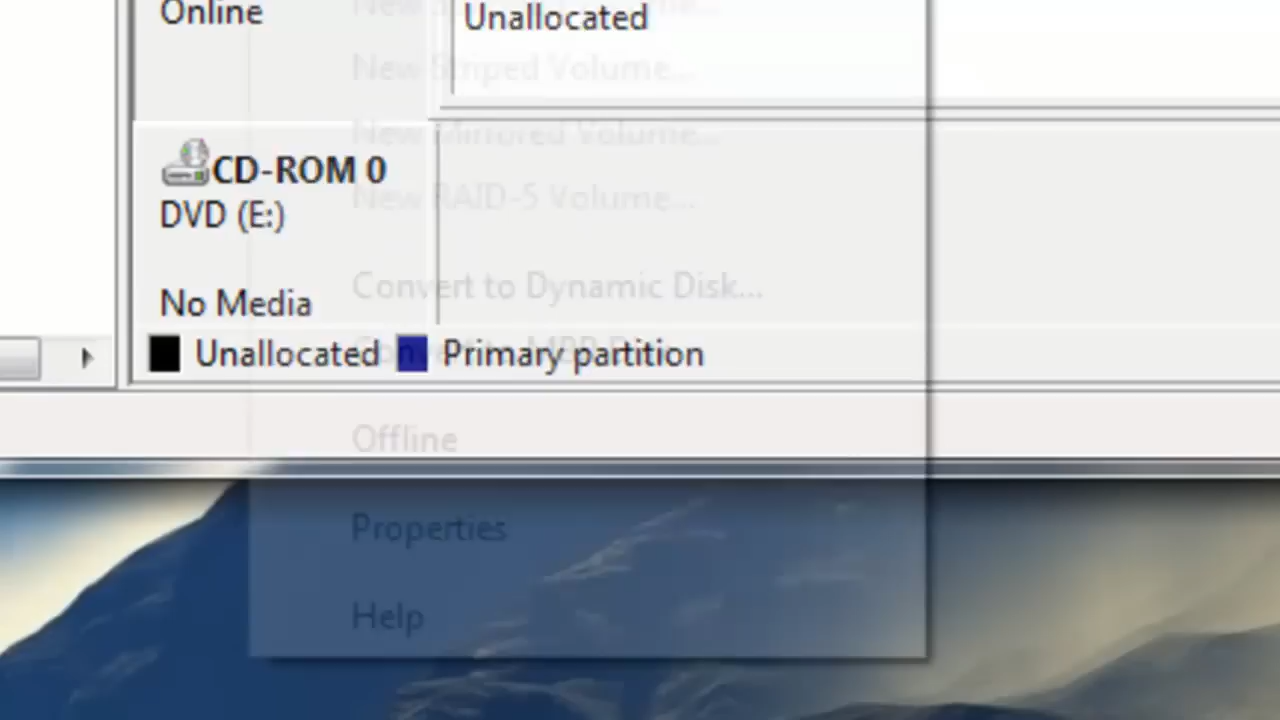 Online
Unallocated
New Striped Volume...
New Mirrored Volume...
CD-ROM 0
DVD (E:)
New RAID-5 Volume...
Convert to Dynamic Disk...
No Media
Unallocated
Primary partition
Offline
Properties
Help